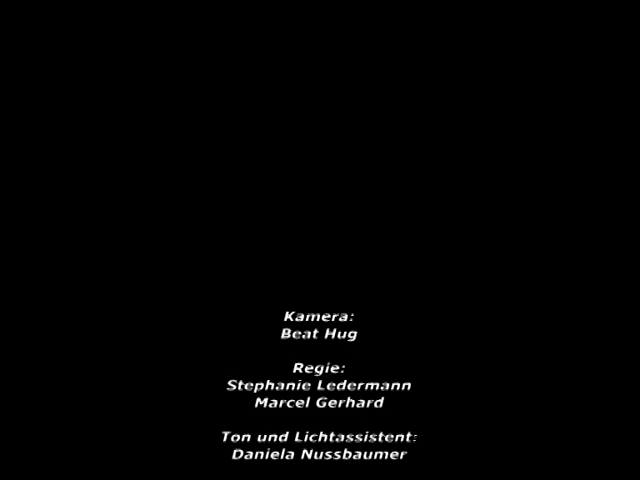 Kamera:
Beat Hug
Regie:
Stephanie Ledermann
Marcel Gerhard
Ton und Lichtassistent:
Daniela Nussbaumer